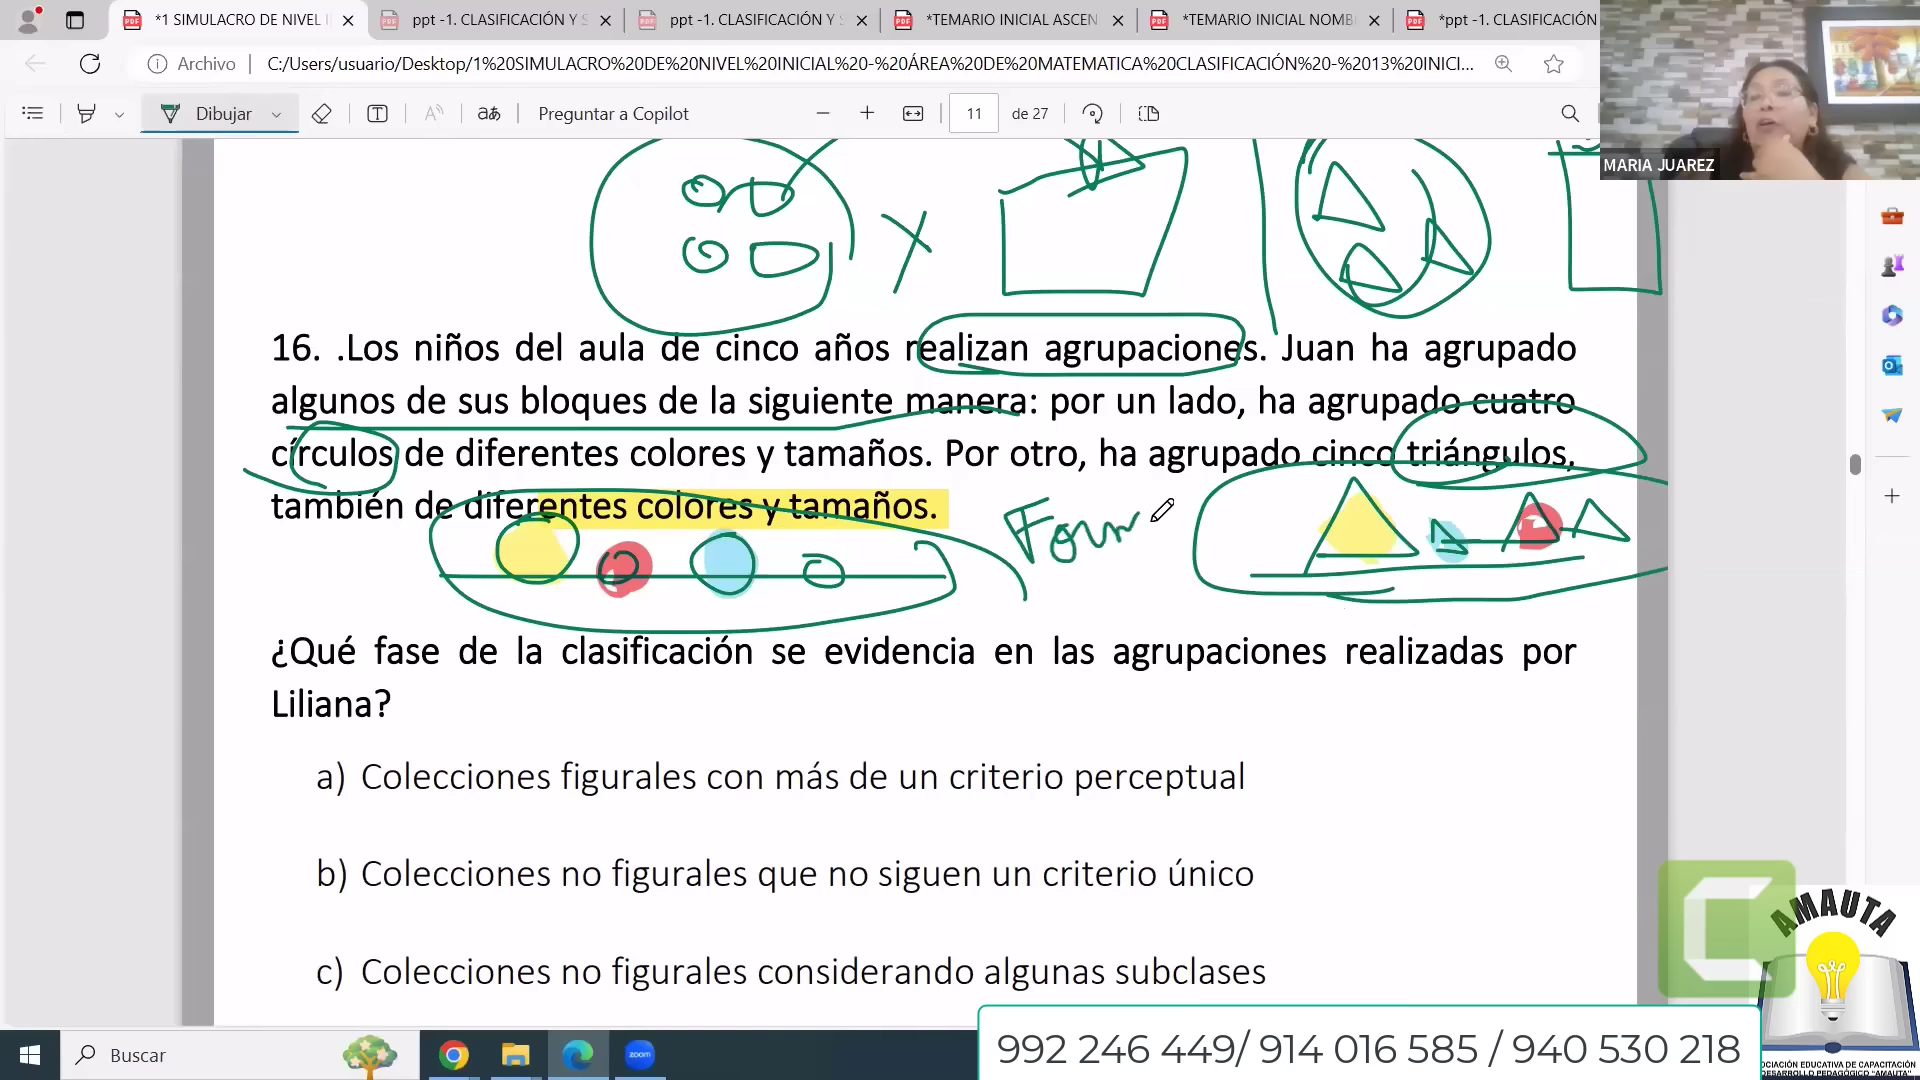 *1 SIMULACRO DE NIVEL I
ppt -1. CLASIFICACIÓN Y S
ppt -1. CLASIFICACIÓN Y S
*TEMARIO INICIAL ASCEN
*TEMARIO INICIAL NOMB
*ppt -1. CLASIFICACIÓN
Archivo
C:/Users/usuario/Desktop/1%20SIMULACRO%20DE%20NIVEL%20INICIAL%20-%20ÁREA%20DE%20MATEMATICA%20CLASIFICACIÓN%20-%2013%20INICI...
Dibujar
Preguntar a Copilot
11 de 27
MARIA JUAREZ
16. .Los niños del aula de cinco años realizan agrupaciones. Juan ha agrupado
algunos de sus bloques de la siguiente manera: por un lado, ha agrupado cuatro
círculos de diferentes colores y tamaños. Por otro, ha agrupado cinco triángulos,
también de diferentes colores y tamaños.
Form
¿Qué fase de la clasificación se evidencia en las agrupaciones realizadas por
Liliana?
a) Colecciones figurales con más de un criterio perceptual
b) Colecciones no figurales que no siguen un criterio único
c) Colecciones no figurales considerando algunas subclases
AMAUTA
992 246 449/ 914 016 585 / 940 530 218
Buscar
zoom